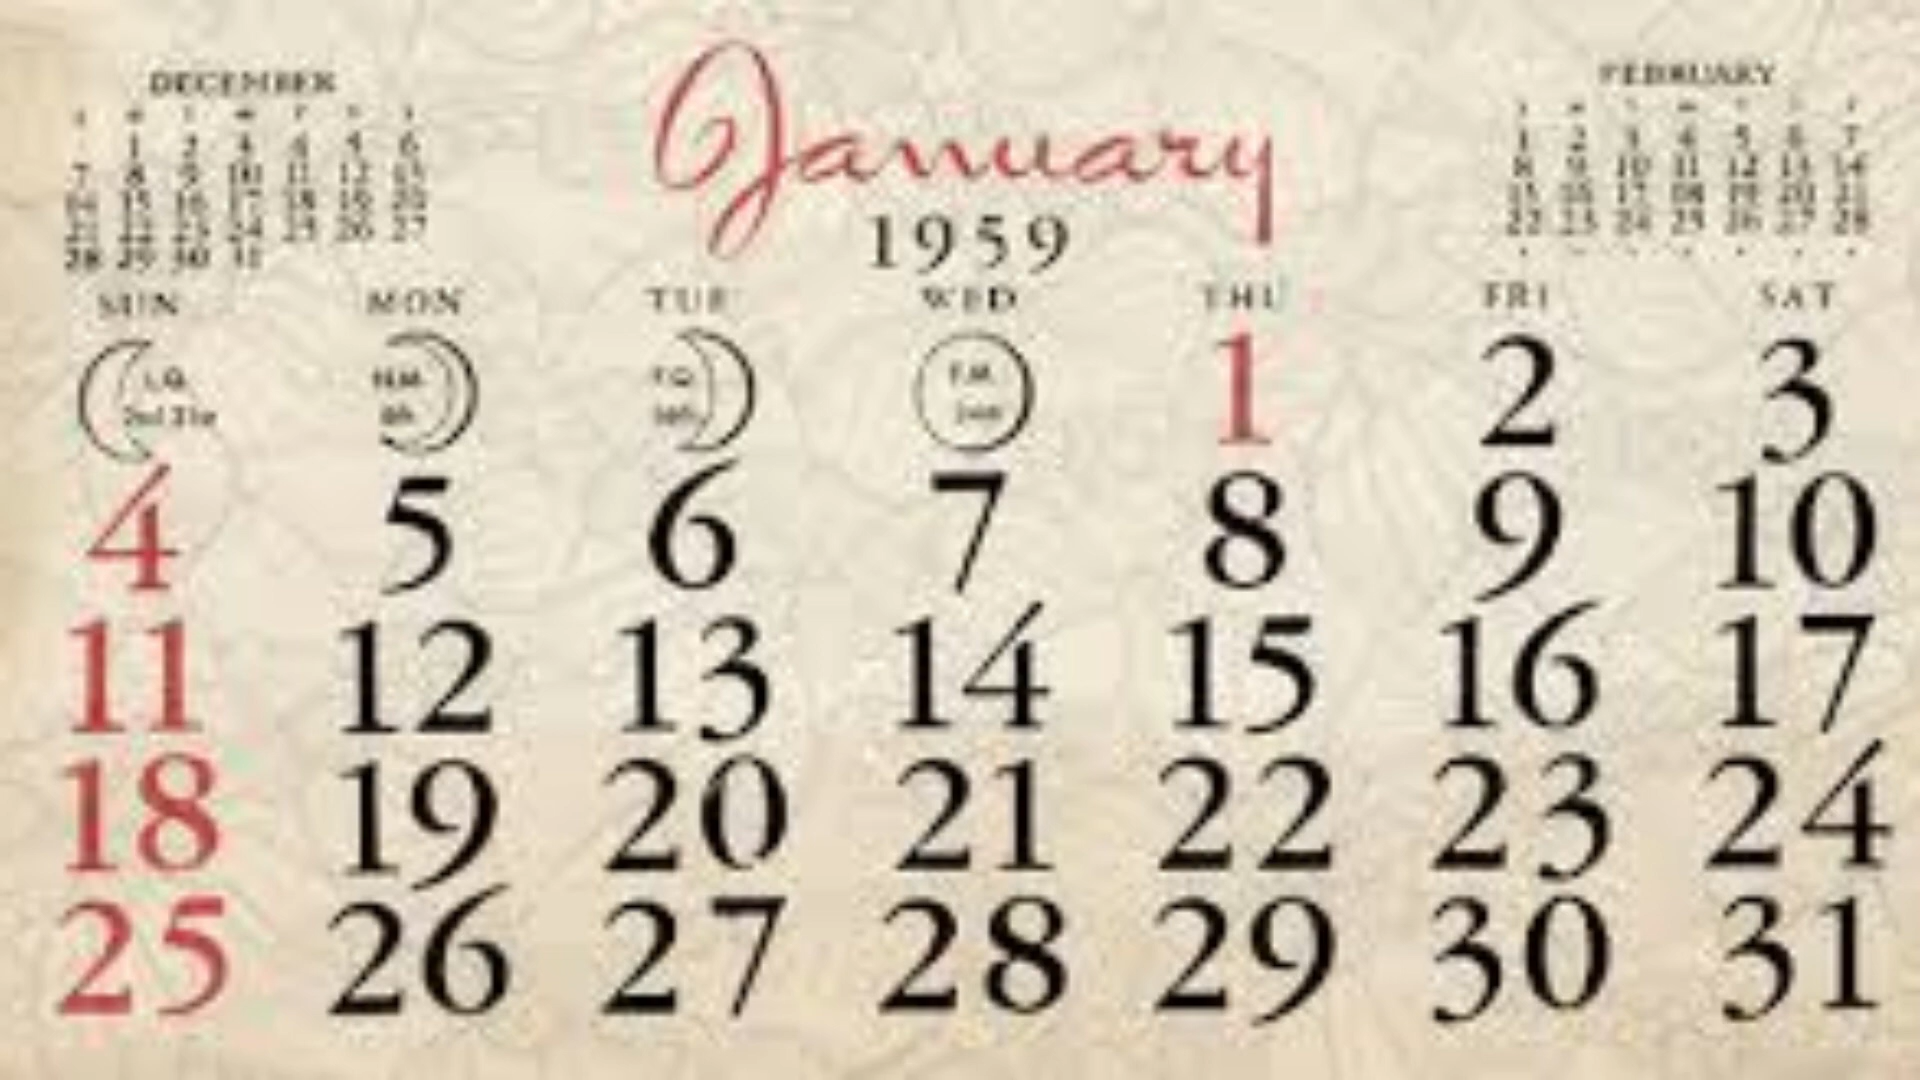 January
1959
DECEMBER
1 2 3 4 5 6
7 8 9 10 11 12 13
14 15 16 17 18 19 20
21 22 23 24 25 26 27
28 29 30 31
FEBRUARY
1 2 3 4 5 6 7
8 9 10 11 12 13 14
15 16 17 18 19 20 21
22 23 24 25 26 27 28
SUN MON TUE WED THU FRI SAT
L.Q. N.M. F.Q. F.M. 1 2 3
4 5 6 7 8 9 10
11 12 13 14 15 16 17
18 19 20 21 22 23 24
25 26 27 28 29 30 31